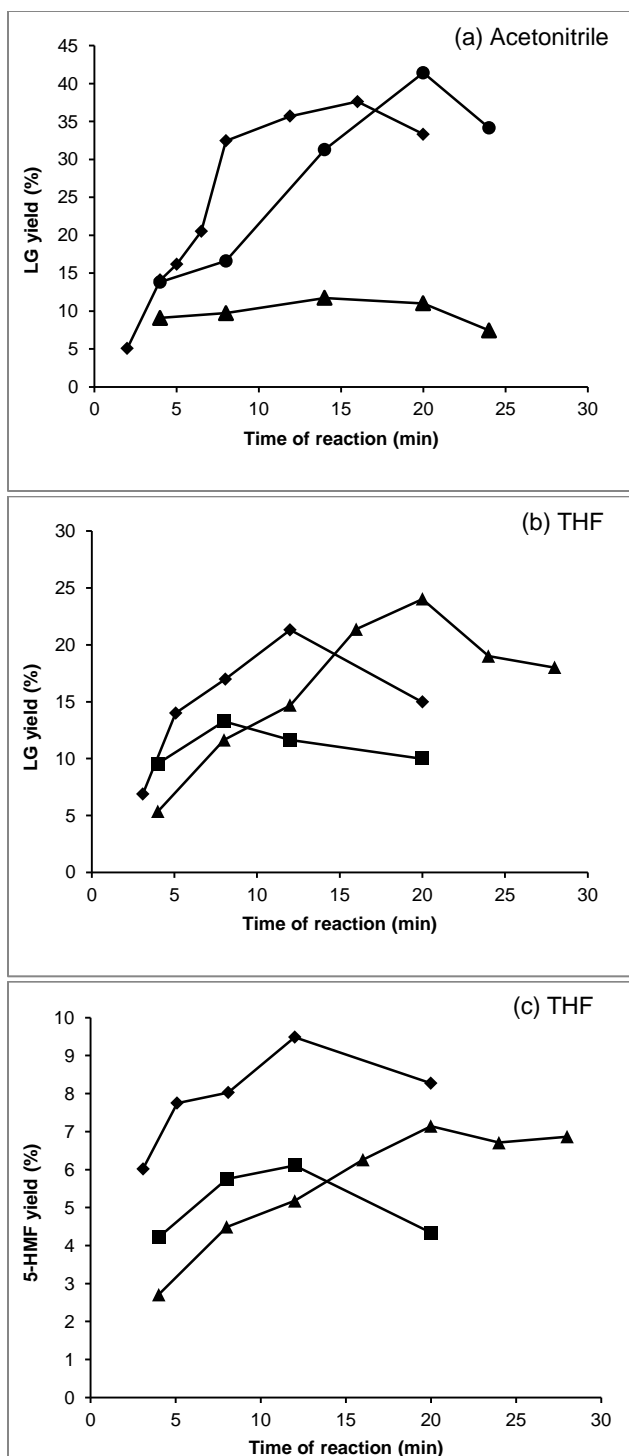 (a) Acetonitrile
45
40
35
30
25
20
15
10
5
0
LG yield (%)
0 5 10 15 20 25 30
Time of reaction (min)
(b) THF
30
25
20
15
10
5
0
LG yield (%)
0 5 10 15 20 25 30
Time of reaction (min)
(c) THF
10
9
8
7
6
5
4
3
2
1
0
5-HMF yield (%)
0 5 10 15 20 25 30
Time of reaction (min)